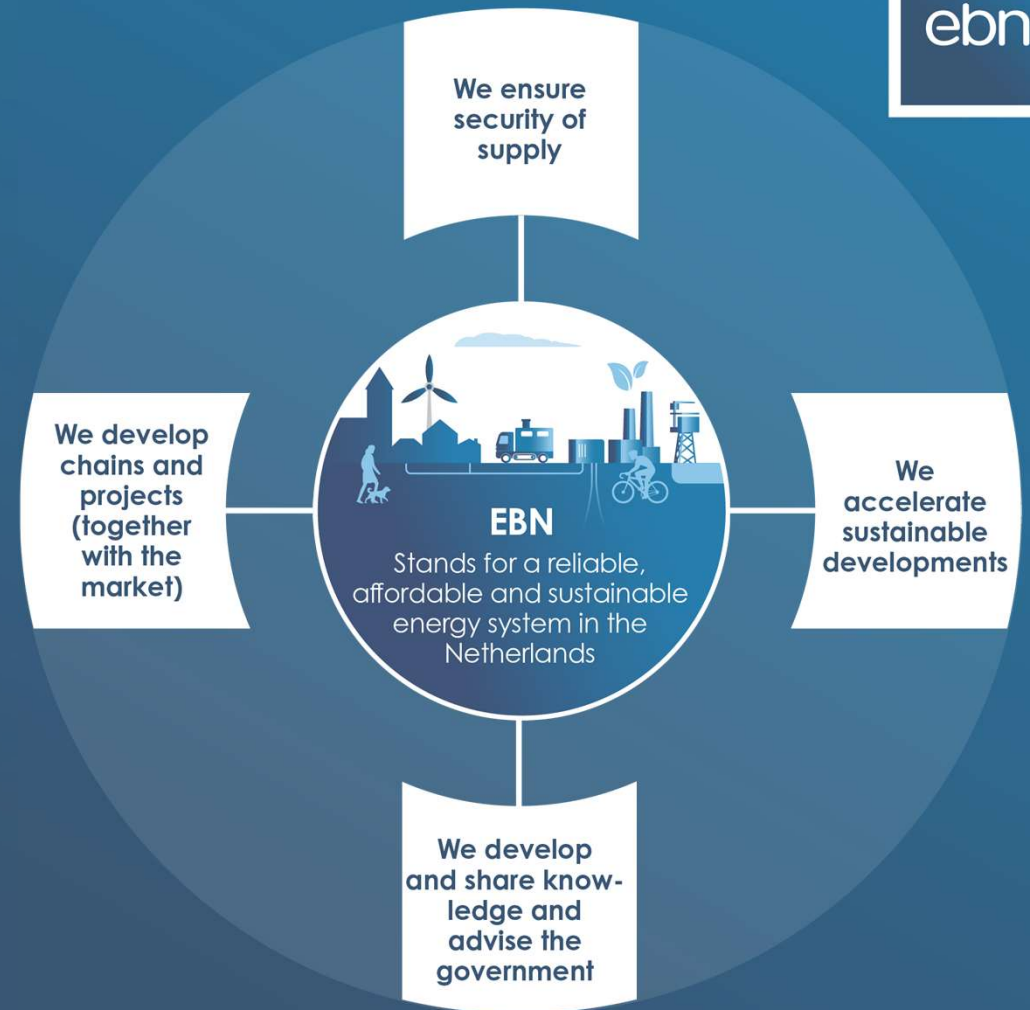 ebn
We ensure
security of
supply
We develop
chains and
projects
(together
with the
market)
EBN
Stands for a reliable,
affordable and sustainable
energy system in the
Netherlands
We
accelerate
sustainable
developments
We develop
and share know-
ledge and
advise the
government